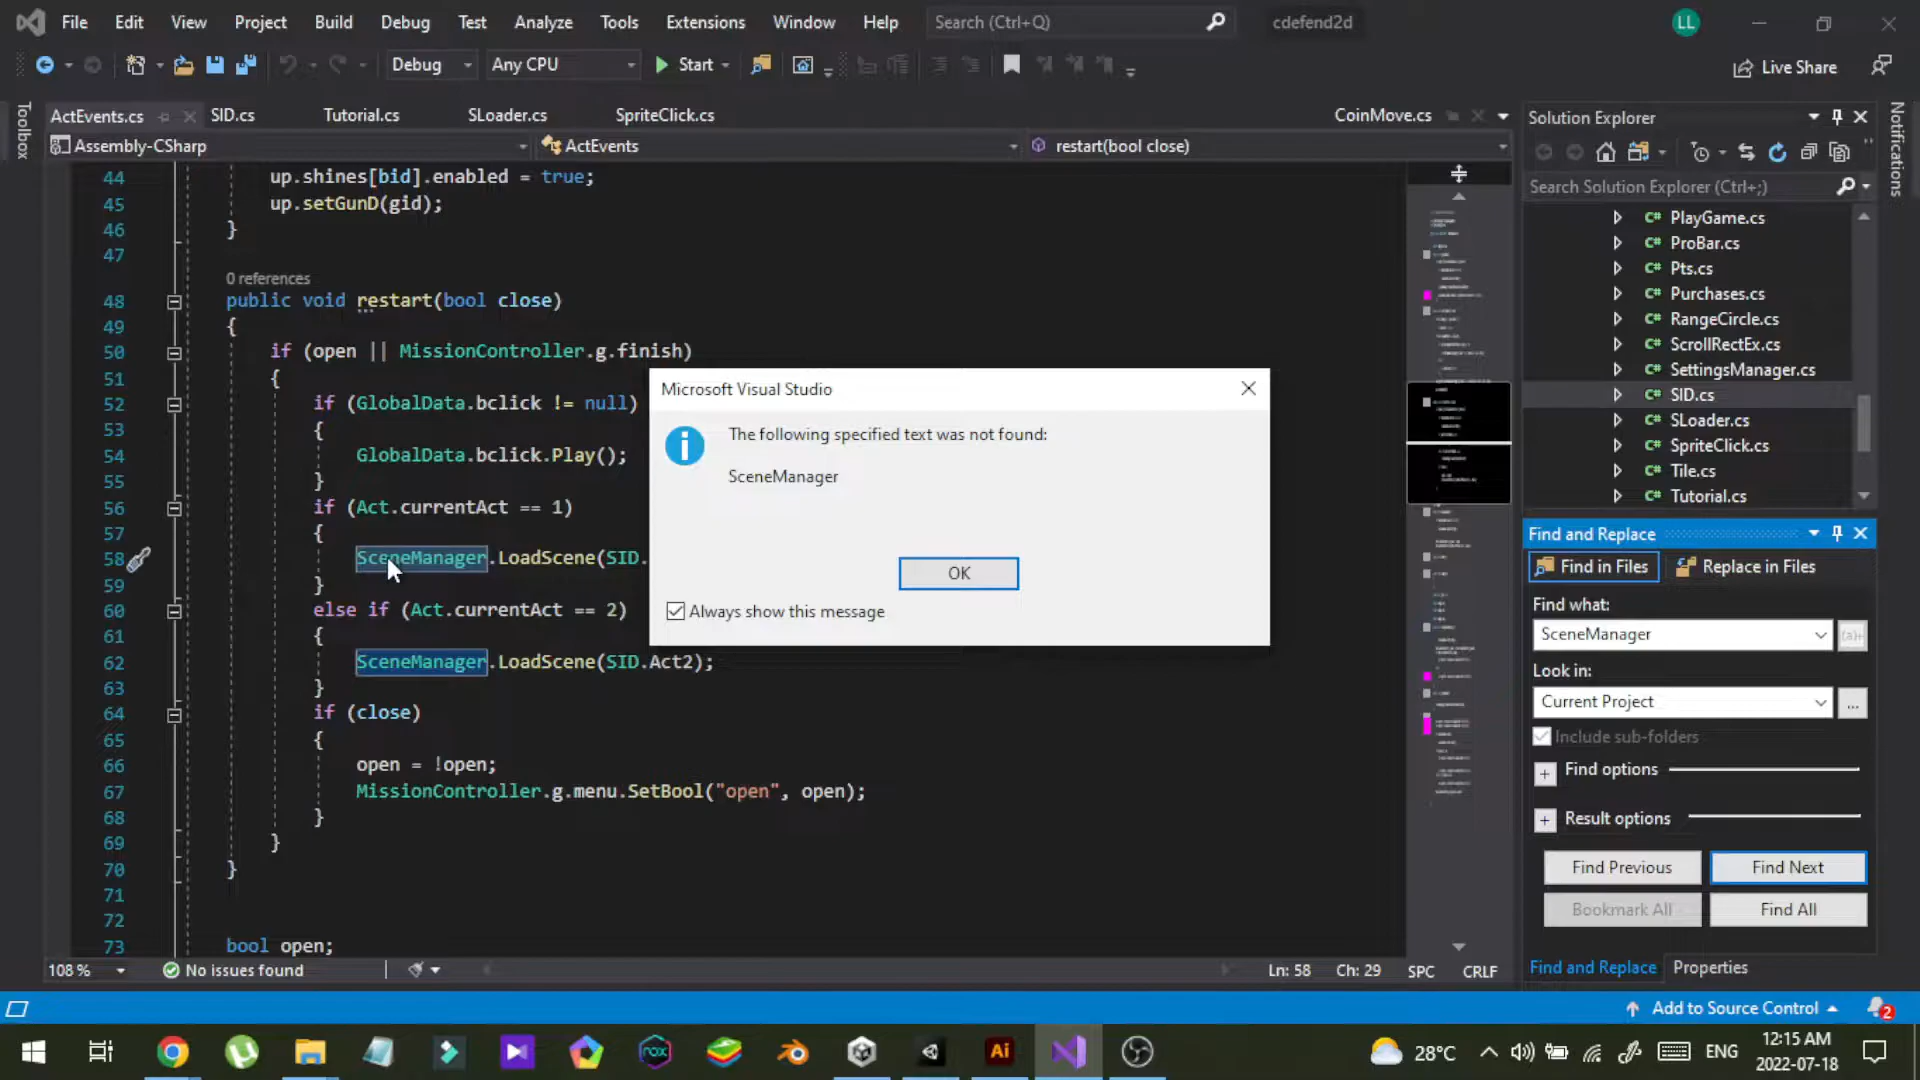 File Edit View Project Build Debug Test Analyze Tools Extensions Window Help Search (Ctrl+Q) cdefend2d LL
Debug Any CPU Start Live Share
Toolbox
ActEvents.cs SID.cs Tutorial.cs SLoader.cs SpriteClick.cs CoinMove.cs
Assembly-CSharp ActEvents restart(bool close)
44 up.shines[bid].enabled = true;
45 up.setGunD(gid);
46 }
47
0 references
48 public void restart(bool close)
49 {
50 if (open || MissionController.g.finish)
51 {
52 if (GlobalData.bclick != null)
53 {
54 GlobalData.bclick.Play();
55 }
56 if (Act.currentAct == 1)
57 {
58 SceneManager.LoadScene(SID.
59 }
60 else if (Act.currentAct == 2)
61 {
62 SceneManager.LoadScene(SID.Act2);
63 }
64 if (close)
65 {
66 open = !open;
67 MissionController.g.menu.SetBool("open", open);
68 }
69 }
70 }
71
72
73 bool open;
108 % No issues found Ln: 58 Ch: 29 SPC CRLF
Microsoft Visual Studio
The following specified text was not found:
SceneManager
OK
Always show this message
Solution Explorer
Search Solution Explorer (Ctrl+;)
C# PlayGame.cs
C# ProBar.cs
C# Pts.cs
C# Purchases.cs
C# RangeCircle.cs
C# ScrollRectEx.cs
C# SettingsManager.cs
C# SID.cs
C# SLoader.cs
C# SpriteClick.cs
C# Tile.cs
C# Tutorial.cs
Notifications
Find and Replace
Find in Files Replace in Files
Find what:
SceneManager
(a)+
Look in:
Current Project
...
Include sub-folders
+ Find options
+ Result options
Find Previous Find Next
Bookmark All Find All
Find and Replace Properties
Add to Source Control 2
nox Ai 28°C ENG 12:15 AM
2022-07-18